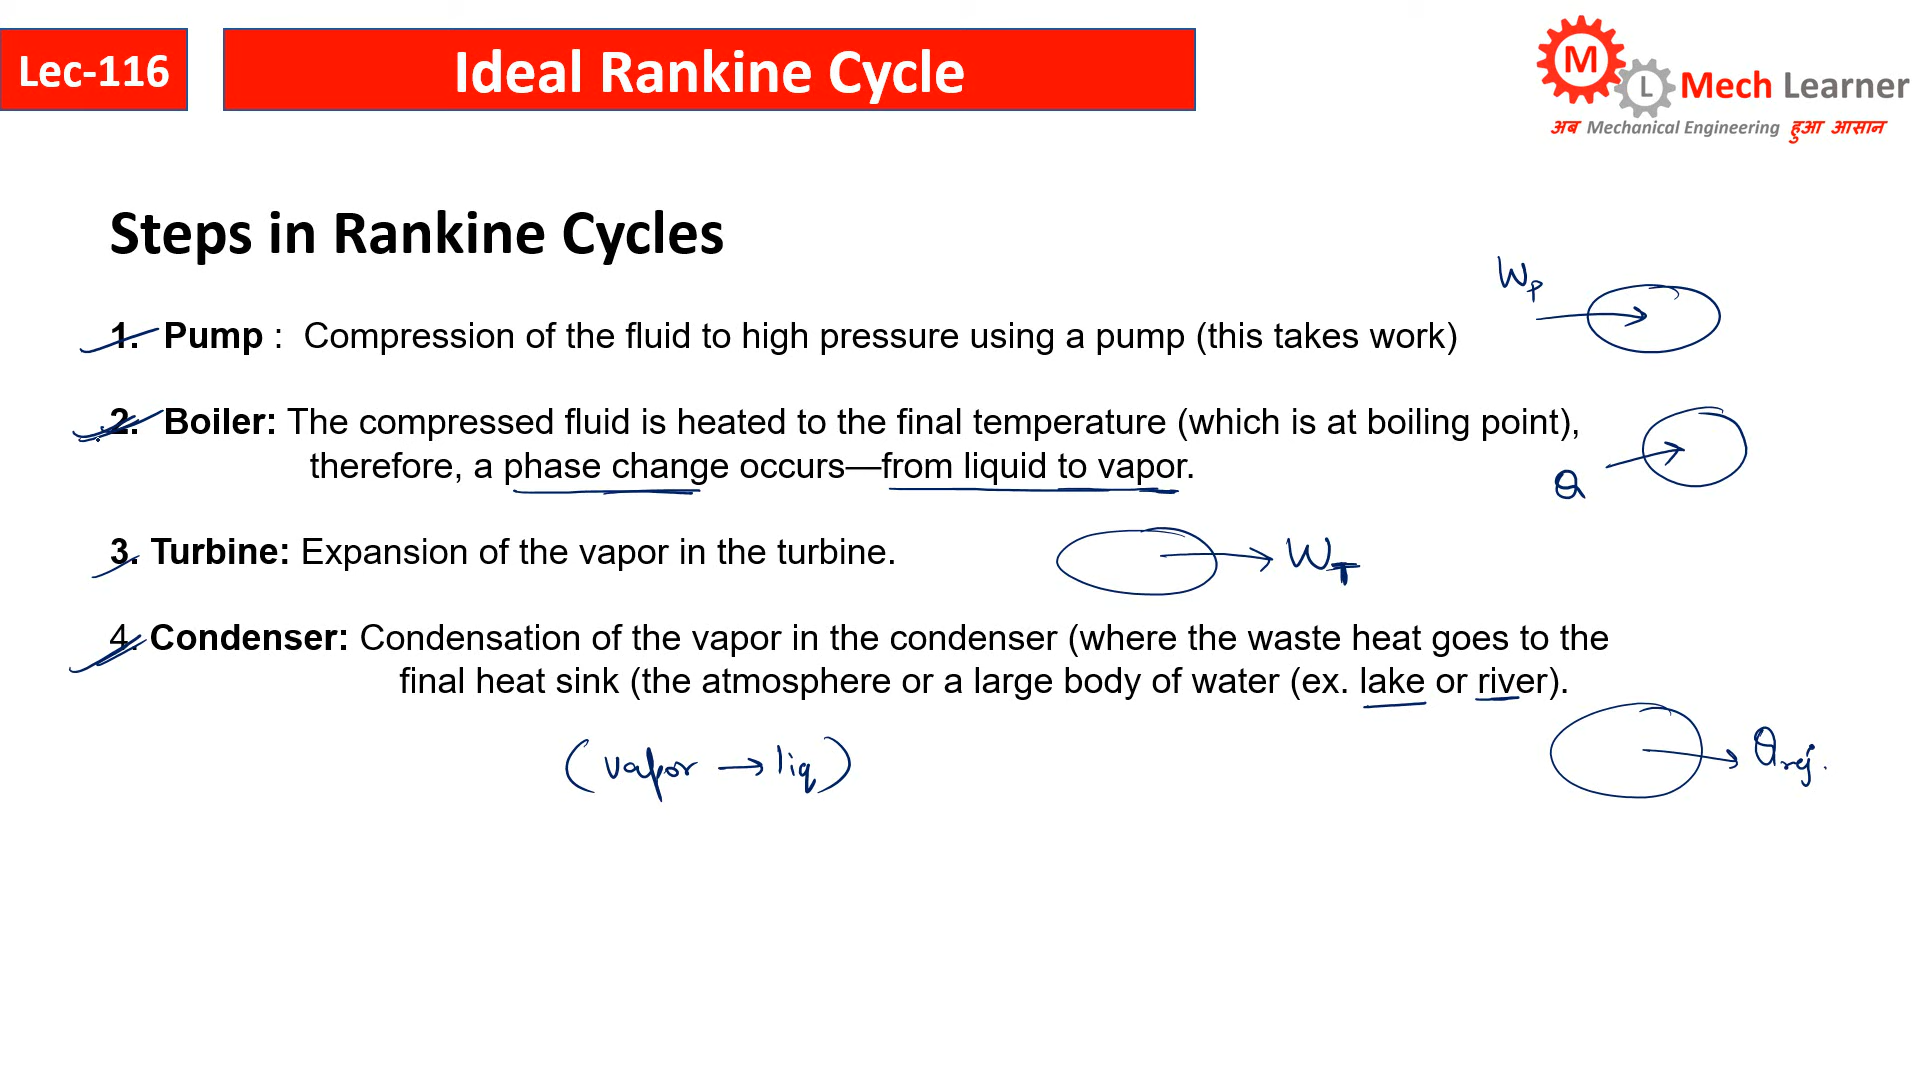 Lec-116
Ideal Rankine Cycle
M
L
Mech Learner
अब Mechanical Engineering हुआ आसान
Steps in Rankine Cycles
W_P
1. Pump : Compression of the fluid to high pressure using a pump (this takes work)
2. Boiler: The compressed fluid is heated to the final temperature (which is at boiling point),
therefore, a phase change occurs—from liquid to vapor.
Q
3. Turbine: Expansion of the vapor in the turbine.
W_T
4. Condenser: Condensation of the vapor in the condenser (where the waste heat goes to the
final heat sink (the atmosphere or a large body of water (ex. lake or river).
(vapor → liq)
Q_rej.